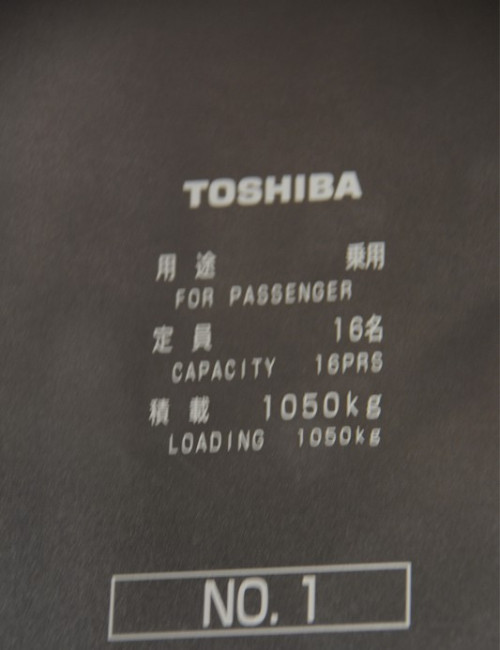 TOSHIBA
用途 乗用
FOR PASSENGER
定員 16名
CAPACITY 16PRS
積載 1050kg
LOADING 1050kg
NO. 1